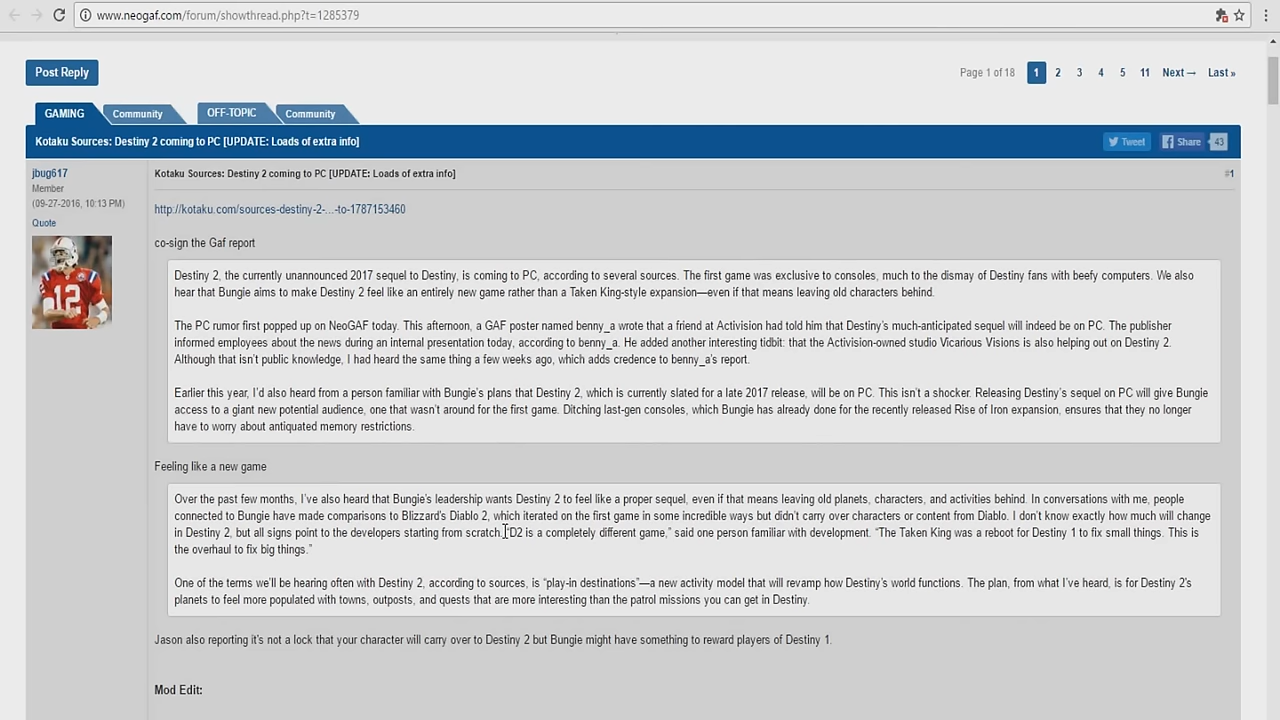 www.neogaf.com/forum/showthread.php?t=1285379
Post Reply
Page 1 of 18 1 2 3 4 5 11 Next→ Last »
GAMING Community OFF-TOPIC Community
Kotaku Sources: Destiny 2 coming to PC [UPDATE: Loads of extra info] Tweet Share 43
jbug617
Member
(09-27-2016, 10:13 PM)
Quote
12
Kotaku Sources: Destiny 2 coming to PC [UPDATE: Loads of extra info] #1
http://kotaku.com/sources-destiny-2-...-to-1787153460
co-sign the Gaf report
Destiny 2, the currently unannounced 2017 sequel to Destiny, is coming to PC, according to several sources. The first game was exclusive to consoles, much to the dismay of Destiny fans with beefy computers. We also
hear that Bungie aims to make Destiny 2 feel like an entirely new game rather than a Taken King-style expansion—even if that means leaving old characters behind.
The PC rumor first popped up on NeoGAF today. This afternoon, a GAF poster named benny_a wrote that a friend at Activision had told him that Destiny's much-anticipated sequel will indeed be on PC. The publisher
informed employees about the news during an internal presentation today, according to benny_a. He added another interesting tidbit: that the Activision-owned studio Vicarious Visions is also helping out on Destiny 2.
Although that isn't public knowledge, I had heard the same thing a few weeks ago, which adds credence to benny_a's report.
Earlier this year, I'd also heard from a person familiar with Bungie's plans that Destiny 2, which is currently slated for a late 2017 release, will be on PC. This isn't a shocker. Releasing Destiny's sequel on PC will give Bungie
access to a giant new potential audience, one that wasn't around for the first game. Ditching last-gen consoles, which Bungie has already done for the recently released Rise of Iron expansion, ensures that they no longer
have to worry about antiquated memory restrictions.
Feeling like a new game
Over the past few months, I've also heard that Bungie's leadership wants Destiny 2 to feel like a proper sequel, even if that means leaving old planets, characters, and activities behind. In conversations with me, people
connected to Bungie have made comparisons to Blizzard's Diablo 2, which iterated on the first game in some incredible ways but didn't carry over characters or content from Diablo. I don't know exactly how much will change
in Destiny 2, but all signs point to the developers starting from scratch. "D2 is a completely different game," said one person familiar with development. "The Taken King was a reboot for Destiny 1 to fix small things. This is
the overhaul to fix big things."
One of the terms we'll be hearing often with Destiny 2, according to sources, is "play-in destinations"—a new activity model that will revamp how Destiny's world functions. The plan, from what I've heard, is for Destiny 2's
planets to feel more populated with towns, outposts, and quests that are more interesting than the patrol missions you can get in Destiny.
Jason also reporting it's not a lock that your character will carry over to Destiny 2 but Bungie might have something to reward players of Destiny 1.
Mod Edit: